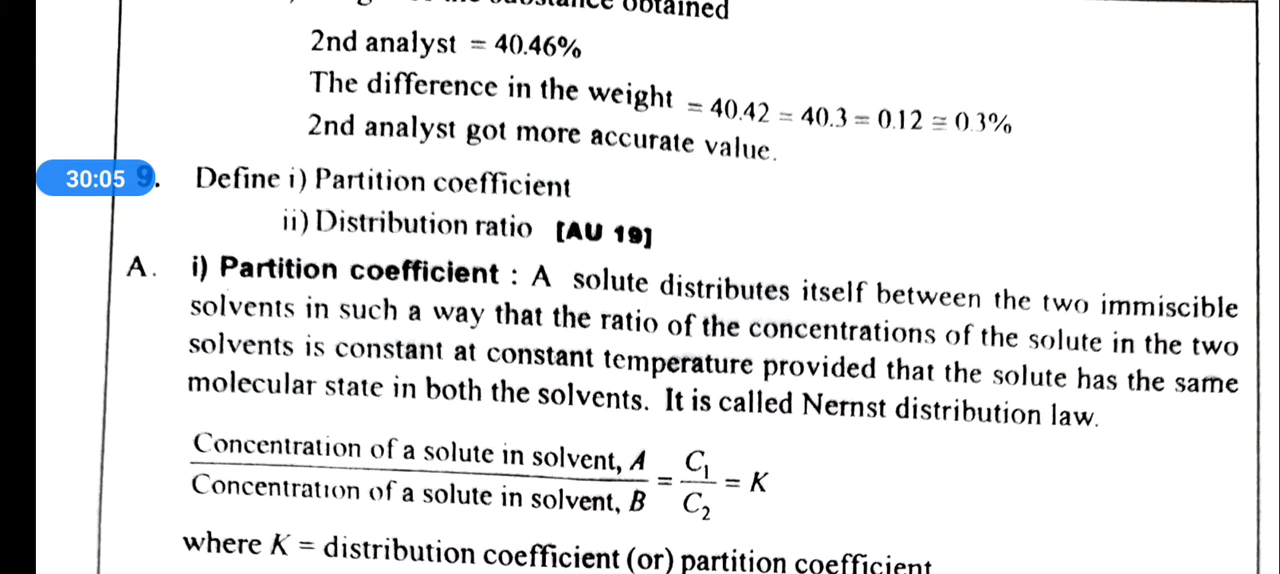 obtained
2nd analyst = 40.46%
The difference in the weight = 40.42 = 40.3 = 0.12 ≅ 0.3%
2nd analyst got more accurate value.
30:05 9. Define i) Partition coefficient
ii) Distribution ratio [AU 19]
A. i) Partition coefficient : A solute distributes itself between the two immiscible
solvents in such a way that the ratio of the concentrations of the solute in the two
solvents is constant at constant temperature provided that the solute has the same
molecular state in both the solvents. It is called Nernst distribution law.
Concentration of a solute in solvent, A
Concentration of a solute in solvent, B
= C₁/C₂ = K
where K = distribution coefficient (or) partition coefficient